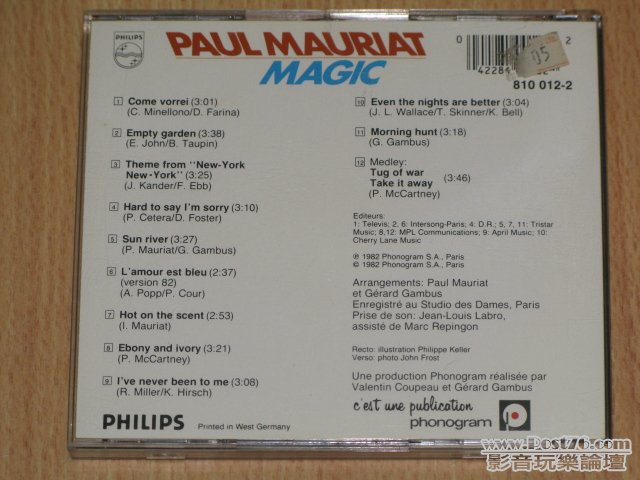 PHILIPS
PAUL MAURIAT
MAGIC
0
2
05
42284
810 012-2
1 Come vorrei (3:01)
(C. Minellono/D. Farina)
2 Empty garden (3:38)
(E. John/B. Taupin)
3 Theme from "New-York
New-York" (3:25)
(J. Kander/F. Ebb)
4 Hard to say I'm sorry (3:10)
(P. Cetera/D. Foster)
5 Sun river (3:27)
(P. Mauriat/G. Gambus)
6 L'amour est bleu (2:37)
(version 82)
(A. Popp/P. Cour)
7 Hot on the scent (2:53)
(I. Mauriat)
8 Ebony and ivory (3:21)
(P. McCartney)
9 I've never been to me (3:08)
(R. Miller/K. Hirsch)
10 Even the nights are better (3:04)
(J. L. Wallace/T. Skinner/K. Bell)
11 Morning hunt (3:18)
(G. Gambus)
12 Medley:
Tug of war
Take it away (3:46)
(P. McCartney)
Editeurs:
1: Televis; 2, 6: Intersong-Paris; 4: D.R.; 5, 7, 11: Tristar
Music; 8,12: MPL Communications; 9: April Music; 10:
Cherry Lane Music
℗ 1982 Phonogram S.A., Paris
© 1982 Phonogram S.A., Paris
Arrangements: Paul Mauriat
et Gérard Gambus
Enregistré au Studio des Dames, Paris
Prise de son: Jean-Louis Labro,
assisté de Marc Repingon
Recto: illustration Philippe Keller
Verso: photo John Frost
Une production Phonogram réalisée par
Valentin Coupeau et Gérard Gambus
c'est une publication
phonogram
PHILIPS
Printed in West Germany
www.Post76.com
影音玩樂論壇